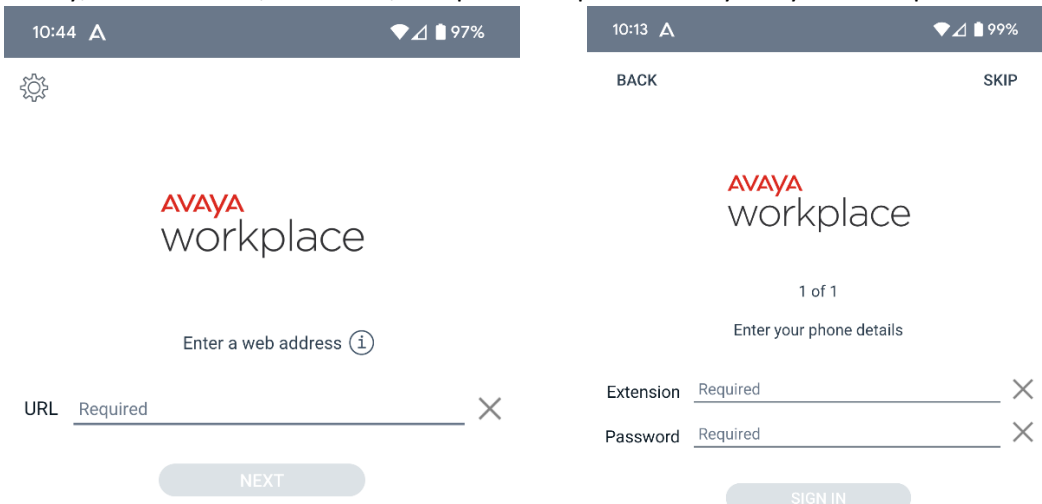 10:44 97%
AVAYA
workplace
Enter a web address i
URL Required
NEXT
10:13 99%
BACK SKIP
AVAYA
workplace
1 of 1
Enter your phone details
Extension Required
Password Required
SIGN IN